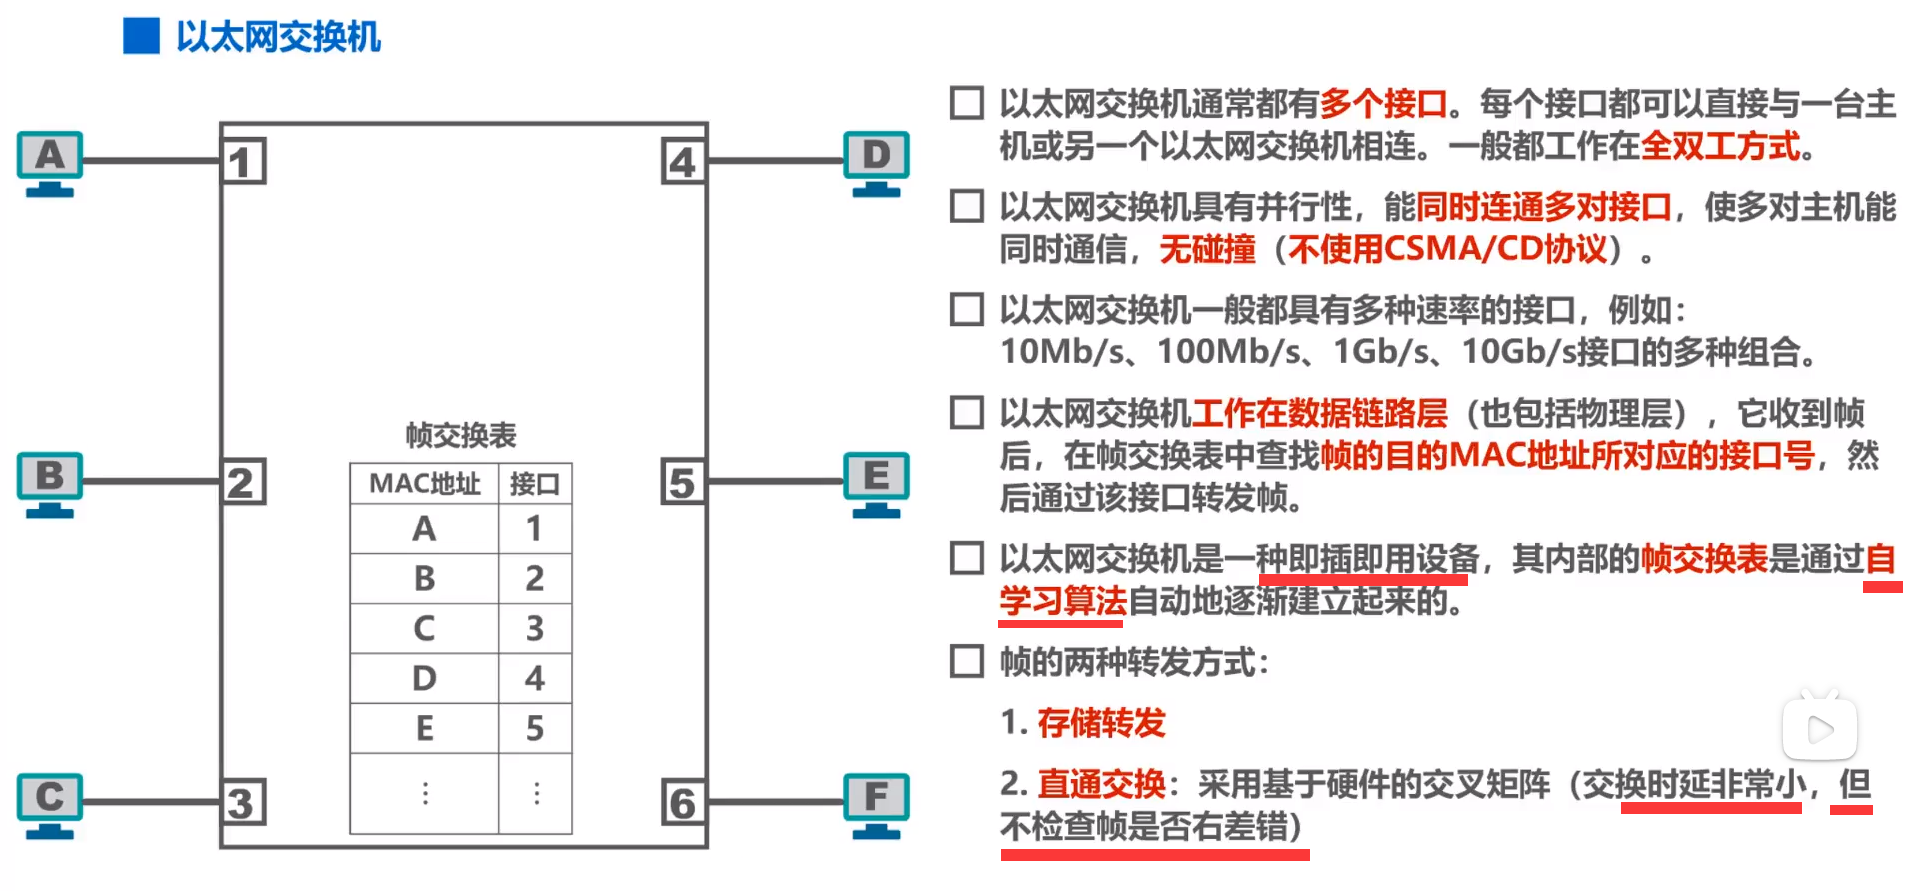 以太网交换机
A
1
4
D
B
2
5
E
C
3
6
F
帧交换表
MAC地址 接口
A 1
B 2
C 3
D 4
E 5
⋮ ⋮
以太网交换机通常都有多个接口。每个接口都可以直接与一台主
机或另一个以太网交换机相连。一般都工作在全双工方式。
以太网交换机具有并行性，能同时连通多对接口，使多对主机能
同时通信，无碰撞（不使用CSMA/CD协议）。
以太网交换机一般都具有多种速率的接口，例如：
10Mb/s、100Mb/s、1Gb/s、10Gb/s接口的多种组合。
以太网交换机工作在数据链路层（也包括物理层），它收到帧
后，在帧交换表中查找帧的目的MAC地址所对应的接口号，然
后通过该接口转发帧。
以太网交换机是一种即插即用设备，其内部的帧交换表是通过自
学习算法自动地逐渐建立起来的。
帧的两种转发方式：
1. 存储转发
2. 直通交换：采用基于硬件的交叉矩阵（交换时延非常小，但
不检查帧是否右差错）